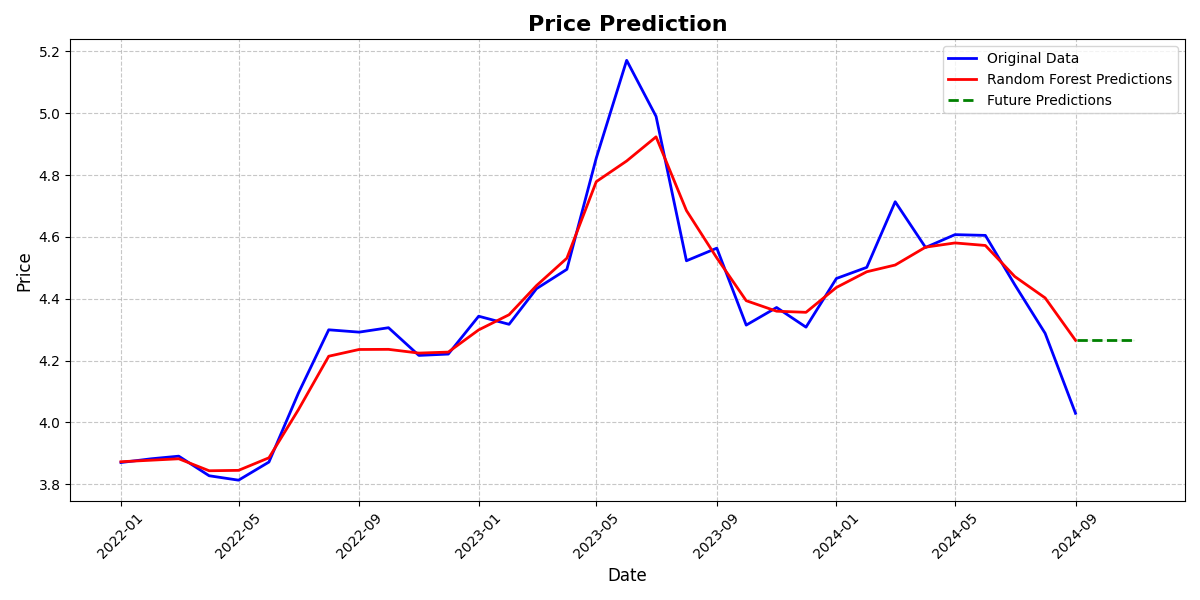 Price Prediction
Original Data
Random Forest Predictions
Future Predictions
Price
5.2
5.0
4.8
4.6
4.4
4.2
4.0
3.8
2022-01
2022-05
2022-09
2023-01
2023-05
2023-09
2024-01
2024-05
2024-09
Date